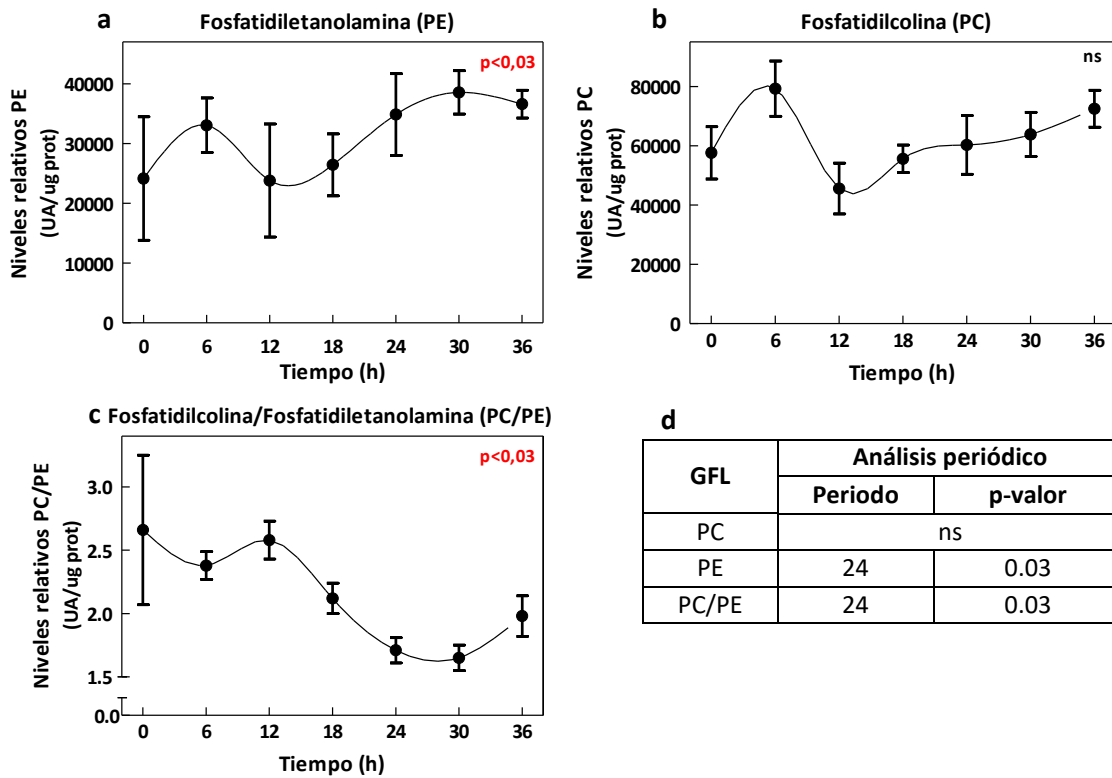 a
Fosfatidiletanolamina (PE)
p<0,03
Niveles relativos PE
(UA/ug prot)
40000
30000
20000
10000
0
0 6 12 18 24 30 36
Tiempo (h)
b
Fosfatidilcolina (PC)
ns
Niveles relativos PC
(UA/ug prot)
80000
60000
40000
20000
0
0 6 12 18 24 30 36
Tiempo (h)
c Fosfatidilcolina/Fosfatidiletanolamina (PC/PE)
p<0,03
Niveles relativos PC/PE
(UA/ug prot)
3.0
2.5
2.0
1.5
0.0
0 6 12 18 24 30 36
Tiempo (h)
d
GFL Análisis periódico
Periodo p-valor
PC ns
PE 24 0.03
PC/PE 24 0.03